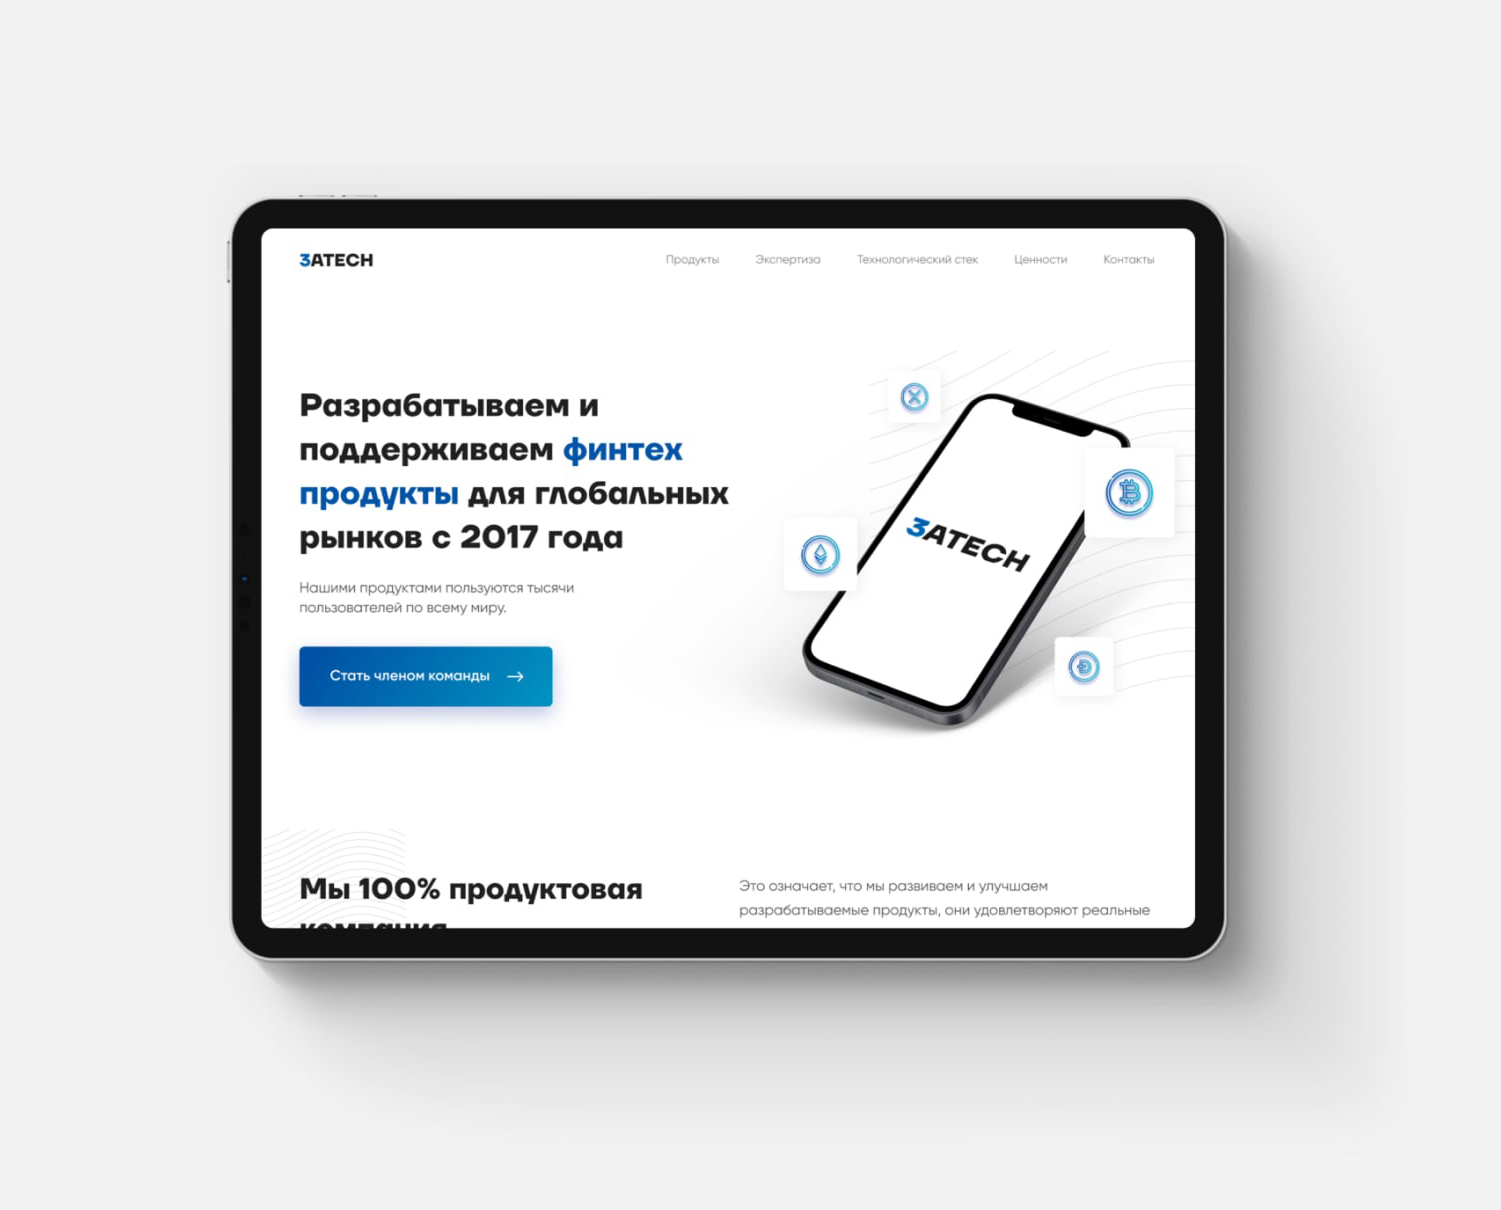 3ATECH
Продукты
Экспертиза
Технологический стек
Ценности
Контакты
Разрабатываем и
поддерживаем финтех
продукты для глобальных
рынков с 2017 года
Нашими продуктами пользуются тысячи
пользователей по всему миру.
Стать членом команды
3ATECH
Мы 100% продуктовая
компания
Это означает, что мы развиваем и улучшаем
разрабатываемые продукты, они удовлетворяют реальные